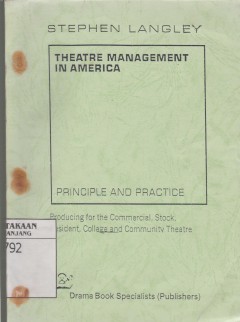 STEPHEN LANGLEY
THEATRE MANAGEMENT
IN AMERICA
PRINCIPLE AND PRACTICE
Producing for the Commercial, Stock,
esident, College and Community Theatre
TAKAAN
ANJANG
792
Drama Book Specialists (Publishers)